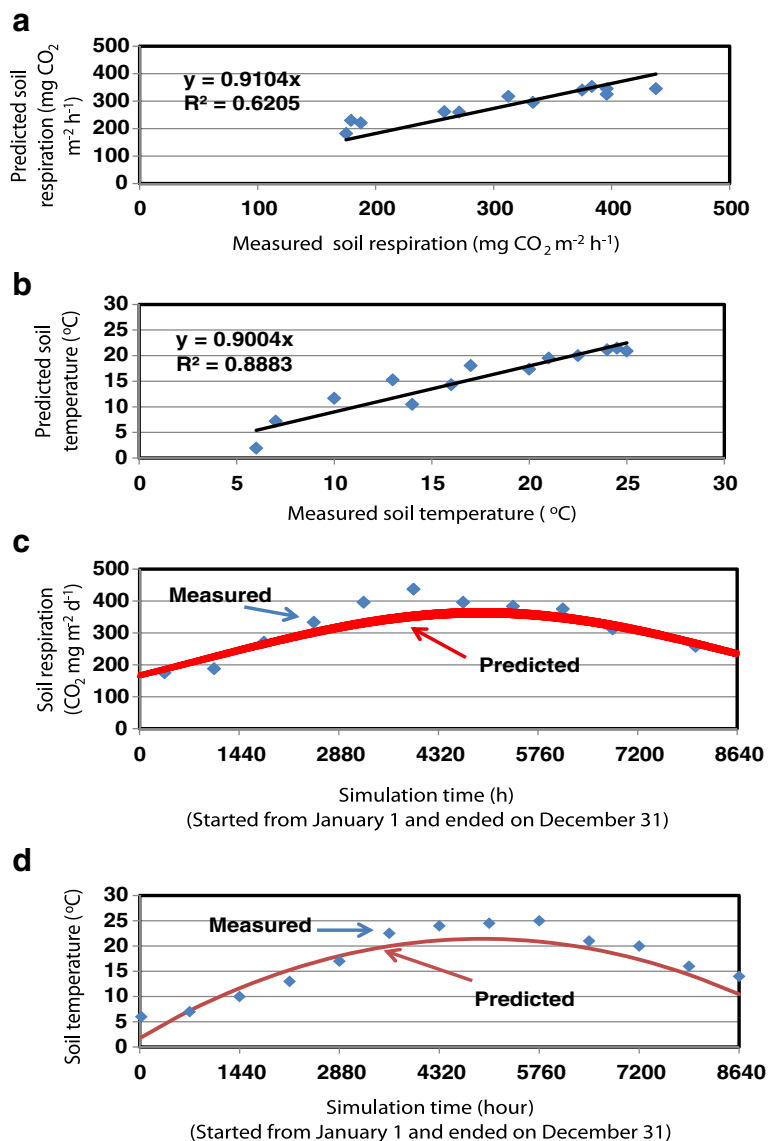 a
Predicted soil
respiration (mg CO2
m-2 h-1)
500
400
300
200
100
0
y = 0.9104x
R² = 0.6205
0 100 200 300 400 500
Measured soil respiration (mg CO2 m-2 h-1)
b
Predicted soil
temperature (ºC)
30
25
20
15
10
5
0
y = 0.9004x
R² = 0.8883
0 5 10 15 20 25 30
Measured soil temperature ( ºC)
c
Soil respiration
(CO2 mg m-2 d-1)
500
400
300
200
100
0
Measured
Predicted
0 1440 2880 4320 5760 7200 8640
Simulation time (h)
(Started from January 1 and ended on December 31)
d
Soil temperature (ºC)
30
25
20
15
10
5
0
Measured
Predicted
0 1440 2880 4320 5760 7200 8640
Simulation time (hour)
(Started from January 1 and ended on December 31)